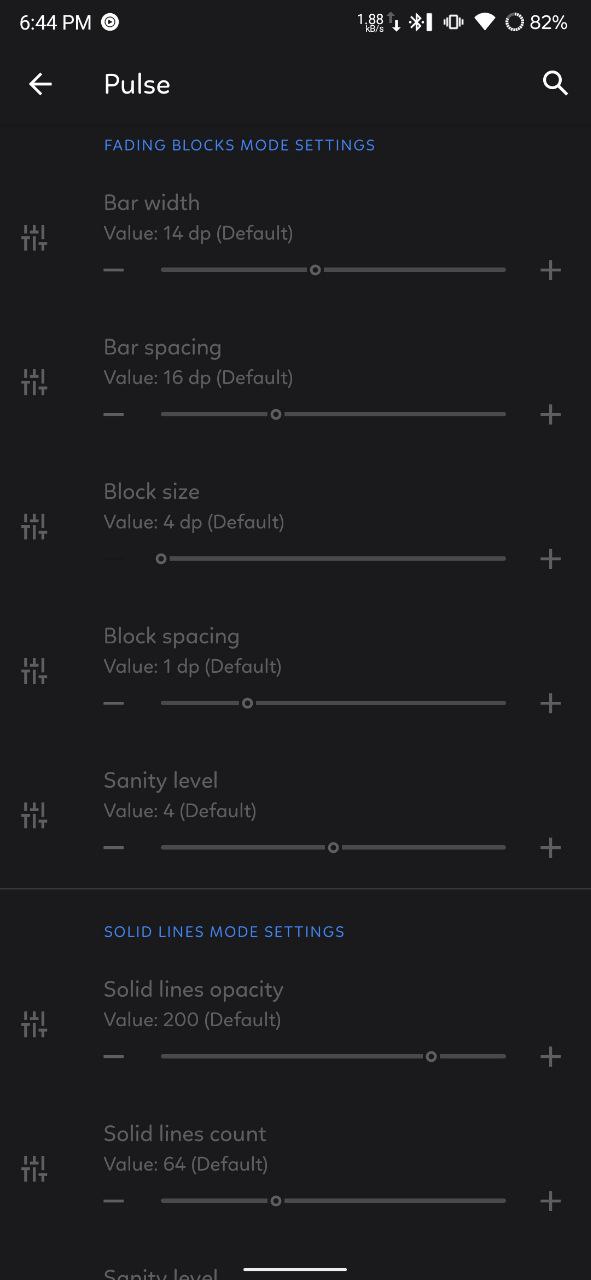 6:44 PM
1.88
kB/s
82%
Pulse
FADING BLOCKS MODE SETTINGS
Bar width
Value: 14 dp (Default)
Bar spacing
Value: 16 dp (Default)
Block size
Value: 4 dp (Default)
Block spacing
Value: 1 dp (Default)
Sanity level
Value: 4 (Default)
SOLID LINES MODE SETTINGS
Solid lines opacity
Value: 200 (Default)
Solid lines count
Value: 64 (Default)
Sanity level